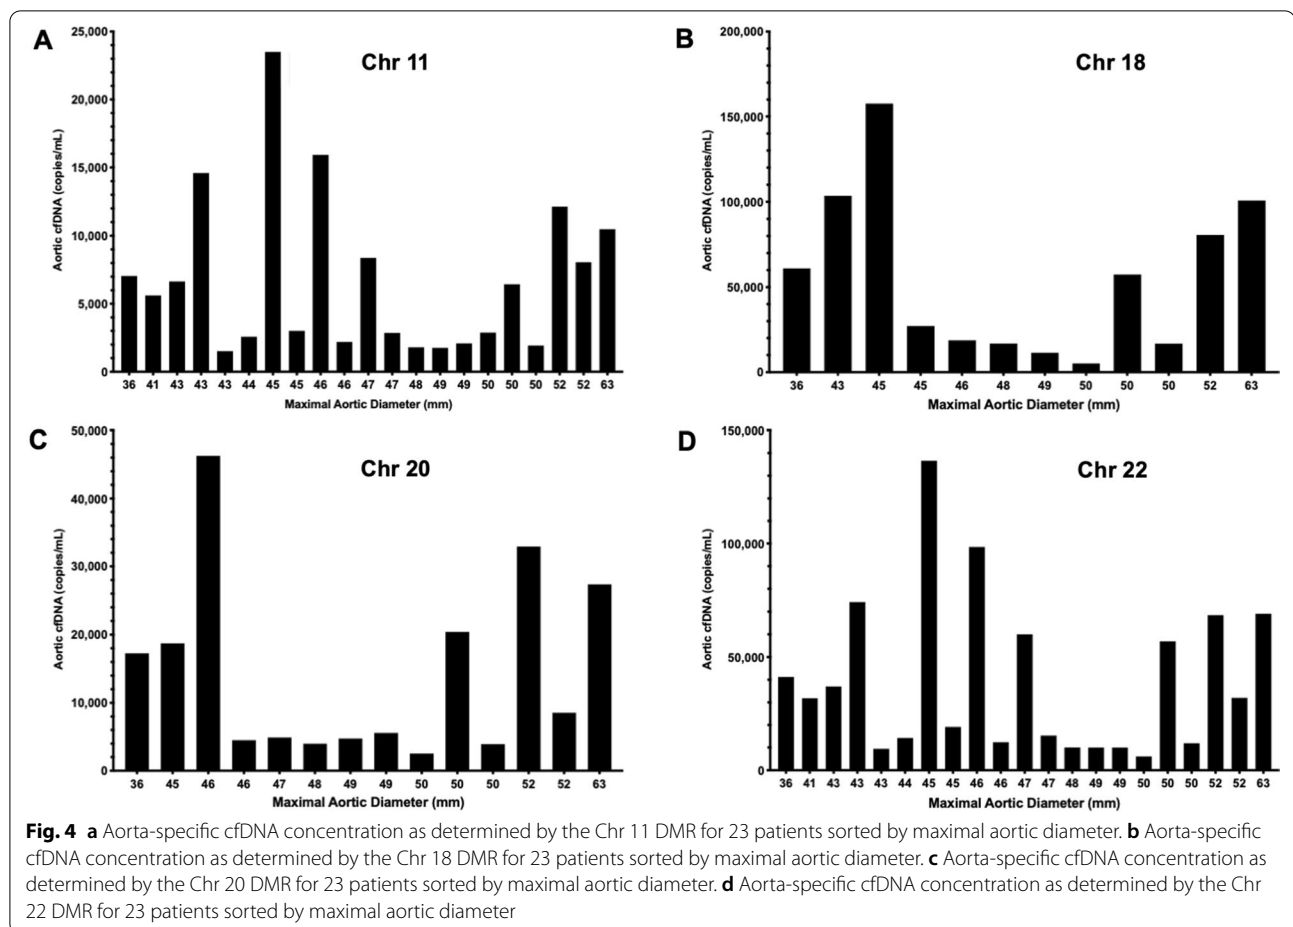 A
Chr 11
25,000
20,000
15,000
10,000
5,000
0
Aortic cfDNA (copies/mL)
36 41 43 43 43 44 45 45 46 46 47 47 48 49 49 50 50 50 52 52 63
Maximal Aortic Diameter (mm)
B
Chr 18
200,000
150,000
100,000
50,000
0
Aortic cfDNA (copies/mL)
36 43 45 45 46 48 49 50 50 50 52 63
Maximal Aortic Diameter (mm)
C
Chr 20
50,000
40,000
30,000
20,000
10,000
0
Aortic cfDNA (copies/mL)
36 45 46 46 47 48 49 49 50 50 50 52 52 63
Maximal Aortic Diameter (mm)
D
Chr 22
150,000
100,000
50,000
0
Aortic cfDNA (copies/mL)
36 41 43 43 43 44 45 45 46 46 47 47 48 49 49 50 50 50 52 52 63
Maximal Aortic Diameter (mm)
Fig. 4 a Aorta-specific cfDNA concentration as determined by the Chr 11 DMR for 23 patients sorted by maximal aortic diameter. b Aorta-specific
cfDNA concentration as determined by the Chr 18 DMR for 23 patients sorted by maximal aortic diameter. c Aorta-specific cfDNA concentration as
determined by the Chr 20 DMR for 23 patients sorted by maximal aortic diameter. d Aorta-specific cfDNA concentration as determined by the Chr
22 DMR for 23 patients sorted by maximal aortic diameter